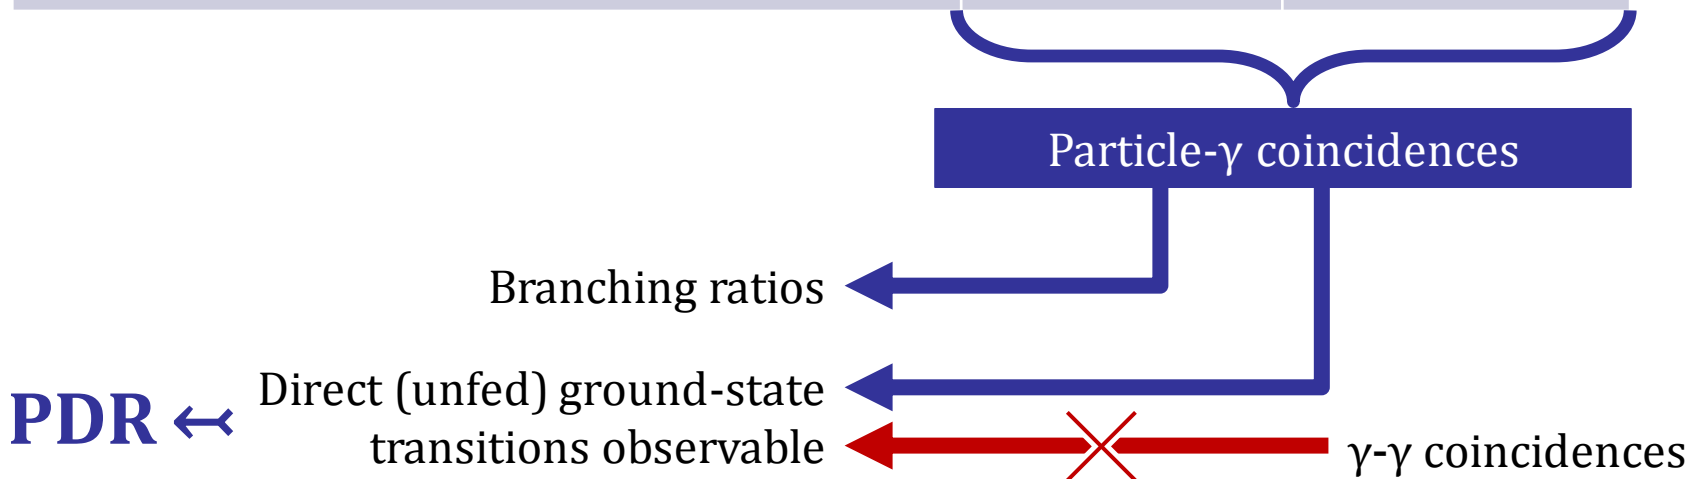 Particle-γ coincidences
Branching ratios
Direct (unfed) ground-state
transitions observable
PDR ↢
γ-γ coincidences